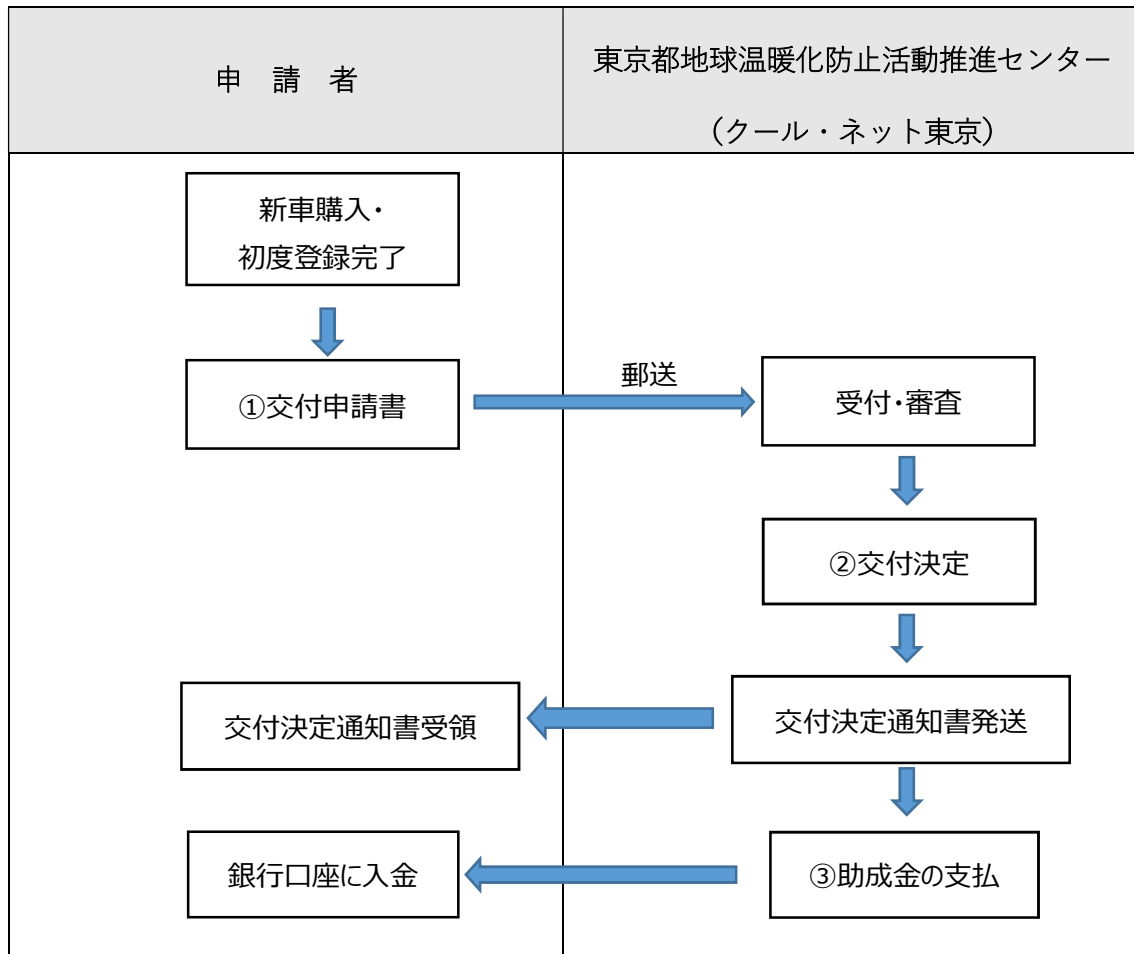 申 請 者
東京都地球温暖化防止活動推進センター
(クール・ネット東京)
新車購入・
初度登録完了
①交付申請書
郵送
受付・審査
②交付決定
交付決定通知書受領
交付決定通知書発送
銀行口座に入金
③助成金の支払